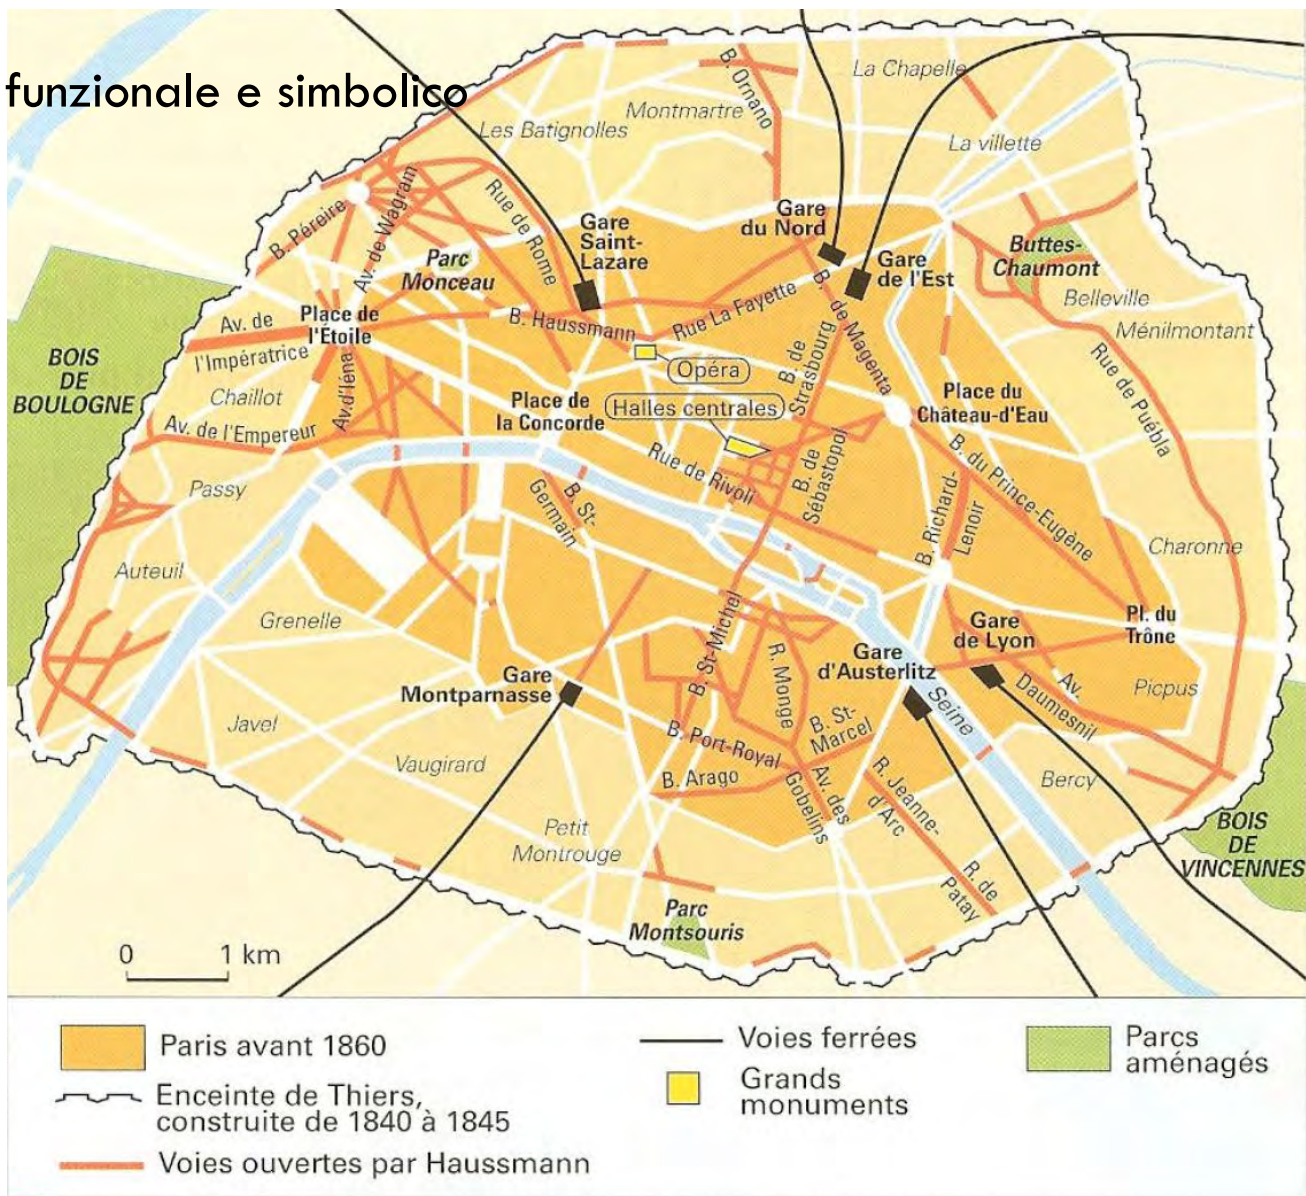 funzionale e simbolico
La Chapelle
B. Ornano
Montmartre
Les Batignolles
La villette
B. Péreire
Av. de Wagram
Rue de Rome
Gare
Saint-
Lazare
Gare
du Nord
Gare
de l'Est
Buttes-
Chaumont
Parc
Monceau
Belleville
Ménilmontant
Place de
l'Étoile
Av. de
l'Impératrice
B. Haussmann
Rue La Fayette
B. de Magenta
B. de
Strasbourg
Opéra
BOIS
DE
BOULOGNE
Chaillot
Av. d'Iéna
Place de
la Concorde
Halles centrales
Place du
Château-d'Eau
Rue de Puébla
Av. de l'Empereur
Rue de Rivoli
B. de
Sébastopol
B. du Prince-Eugène
Passy
B. St-
Germain
B. Richard-
Lenoir
Charonne
Auteuil
Grenelle
B. St-Michel
Gare
de Lyon
Pl. du
Trône
Gare
Montparnasse
R. Monge
Gare
d'Austerlitz
Seine
Av.
Daumesnil
Picpus
Javel
Vaugirard
B. Port-Royal
B. St-
Marcel
B. Arago
Av. des
Gobelins
R. Jeanne-
d'Arc
Bercy
Petit
Montrouge
R. de
Patay
BOIS
DE
VINCENNES
Parc
Montsouris
0 1 km
Paris avant 1860
Enceinte de Thiers,
construite de 1840 à 1845
Voies ouvertes par Haussmann
Voies ferrées
Grands
monuments
Parcs
aménagés